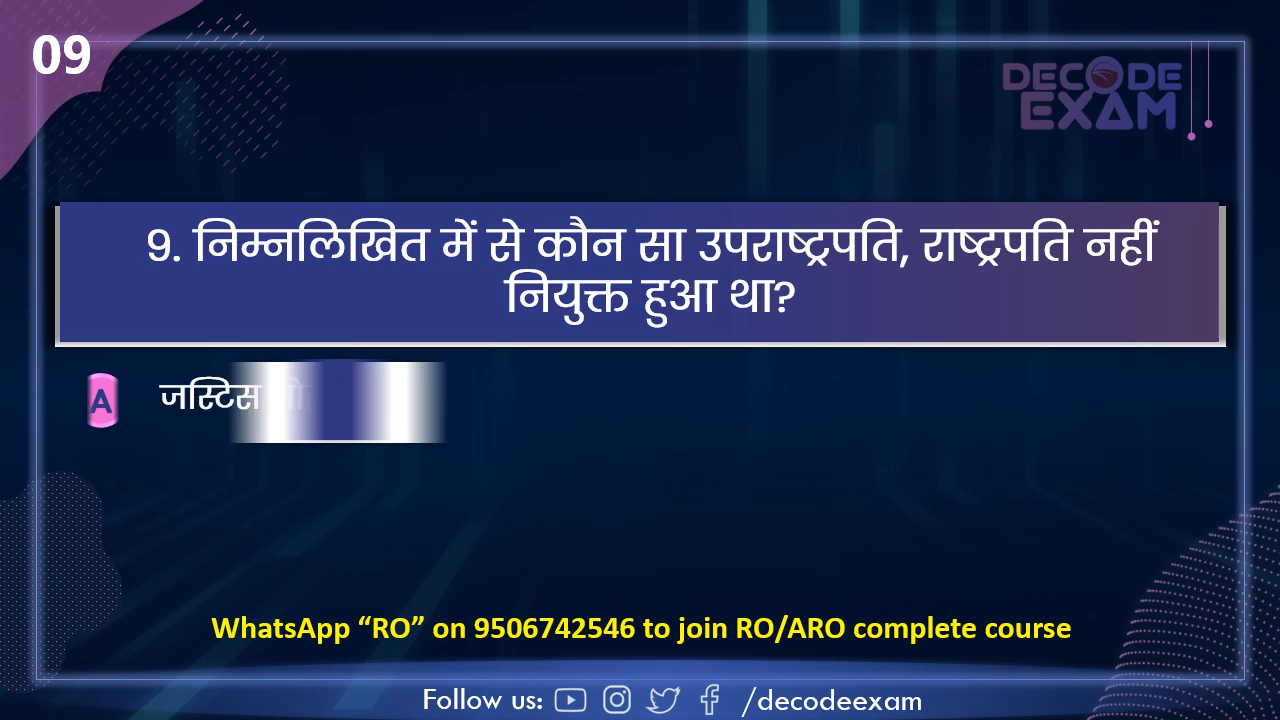 09
DECODE
EXAM
9. निम्नलिखित में से कौन सा उपराष्ट्रपति, राष्ट्रपति नहीं
नियुक्त हुआ था?
A जस्टिस
WhatsApp “RO” on 9506742546 to join RO/ARO complete course
Follow us: /decodeexam